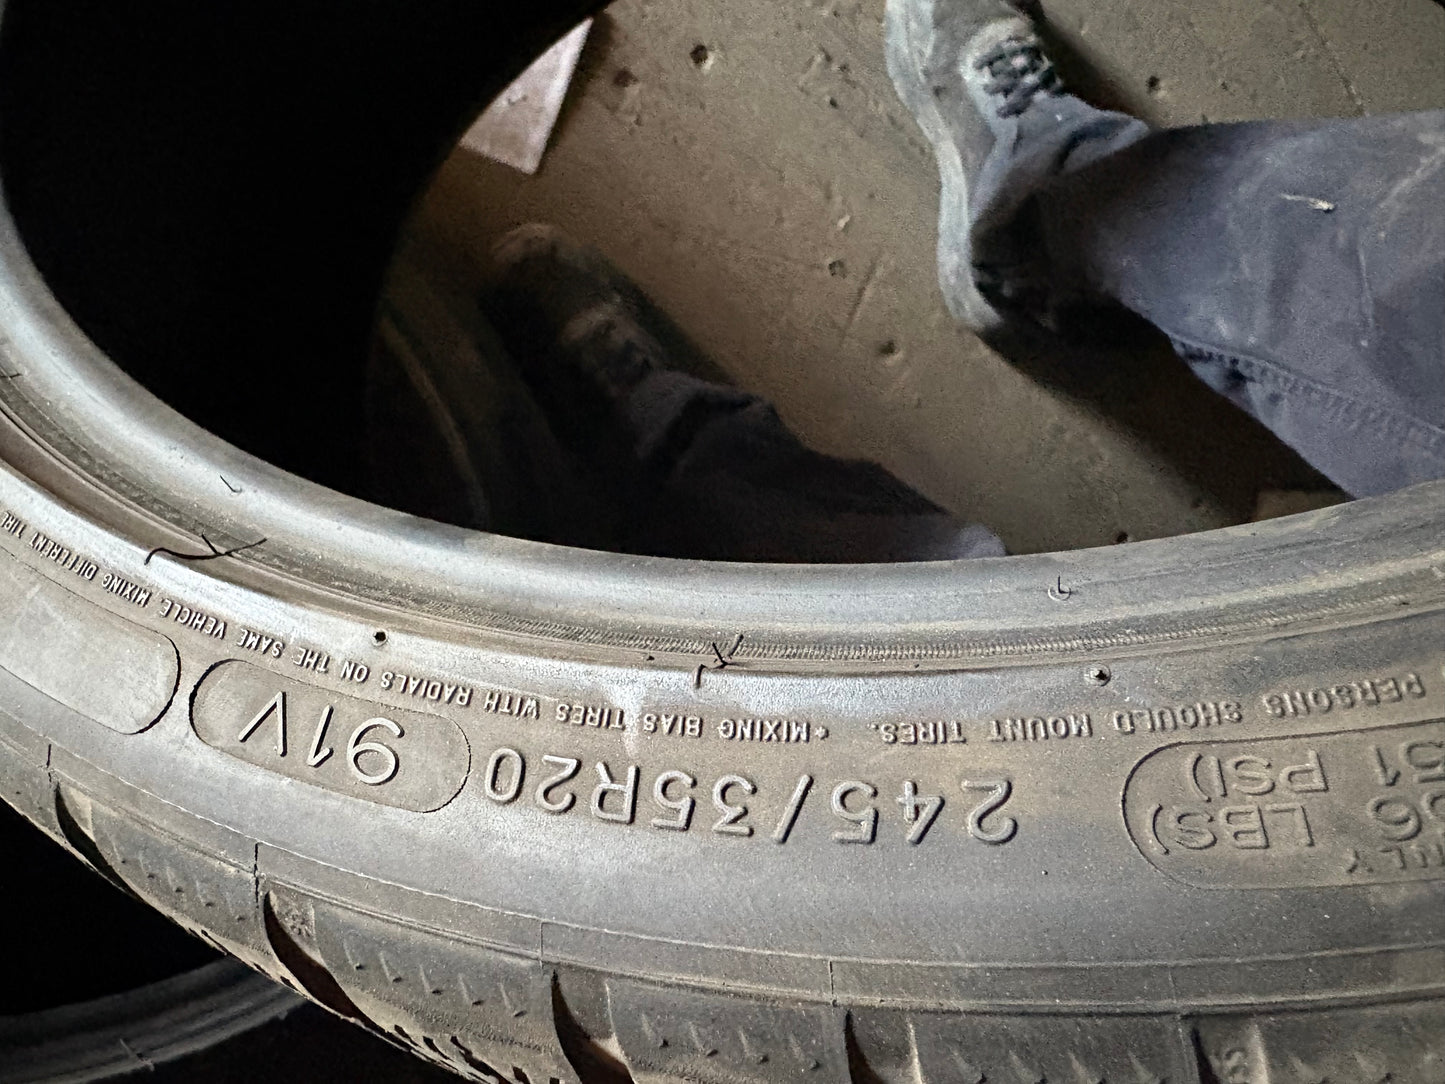 PERSONS SHOULD MOUNT TIRES. • MIXING BIAS TIRES WITH RADIALS ON THE SAME VEHICLE, MIXING DIFFERENT TIRE
LBS)
51 PSI)
245/35R20 91V